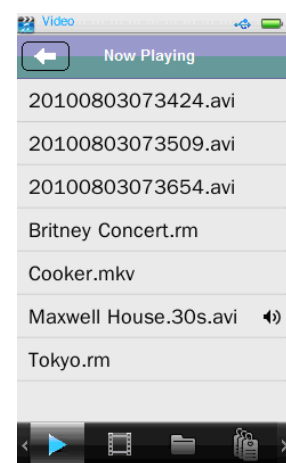 Video
Now Playing
20100803073424.avi
20100803073509.avi
20100803073654.avi
Britney Concert.rm
Cooker.mkv
Maxwell House.30s.avi
Tokyo.rm